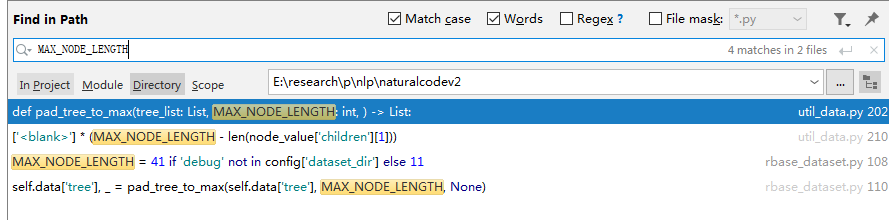 Find in Path
Match case
Words
Regex ?
File mask:
*.py
MAX_NODE_LENGTH
4 matches in 2 files
In Project
Module
Directory
Scope
E:\research\p\nlp\naturalcodev2
...
def pad_tree_to_max(tree_list: List, MAX_NODE_LENGTH: int, ) -> List: util_data.py 202
['<blank>'] * (MAX_NODE_LENGTH - len(node_value['children'][1])) util_data.py 210
MAX_NODE_LENGTH = 41 if 'debug' not in config['dataset_dir'] else 11 rbase_dataset.py 108
self.data['tree'], _ = pad_tree_to_max(self.data['tree'], MAX_NODE_LENGTH, None) rbase_dataset.py 110